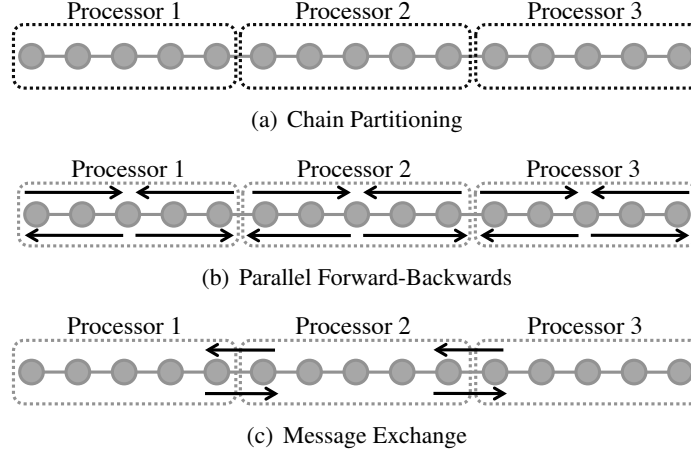 Processor 1 Processor 2 Processor 3
(a) Chain Partitioning
Processor 1 Processor 2 Processor 3
(b) Parallel Forward-Backwards
Processor 1 Processor 2 Processor 3
(c) Message Exchange